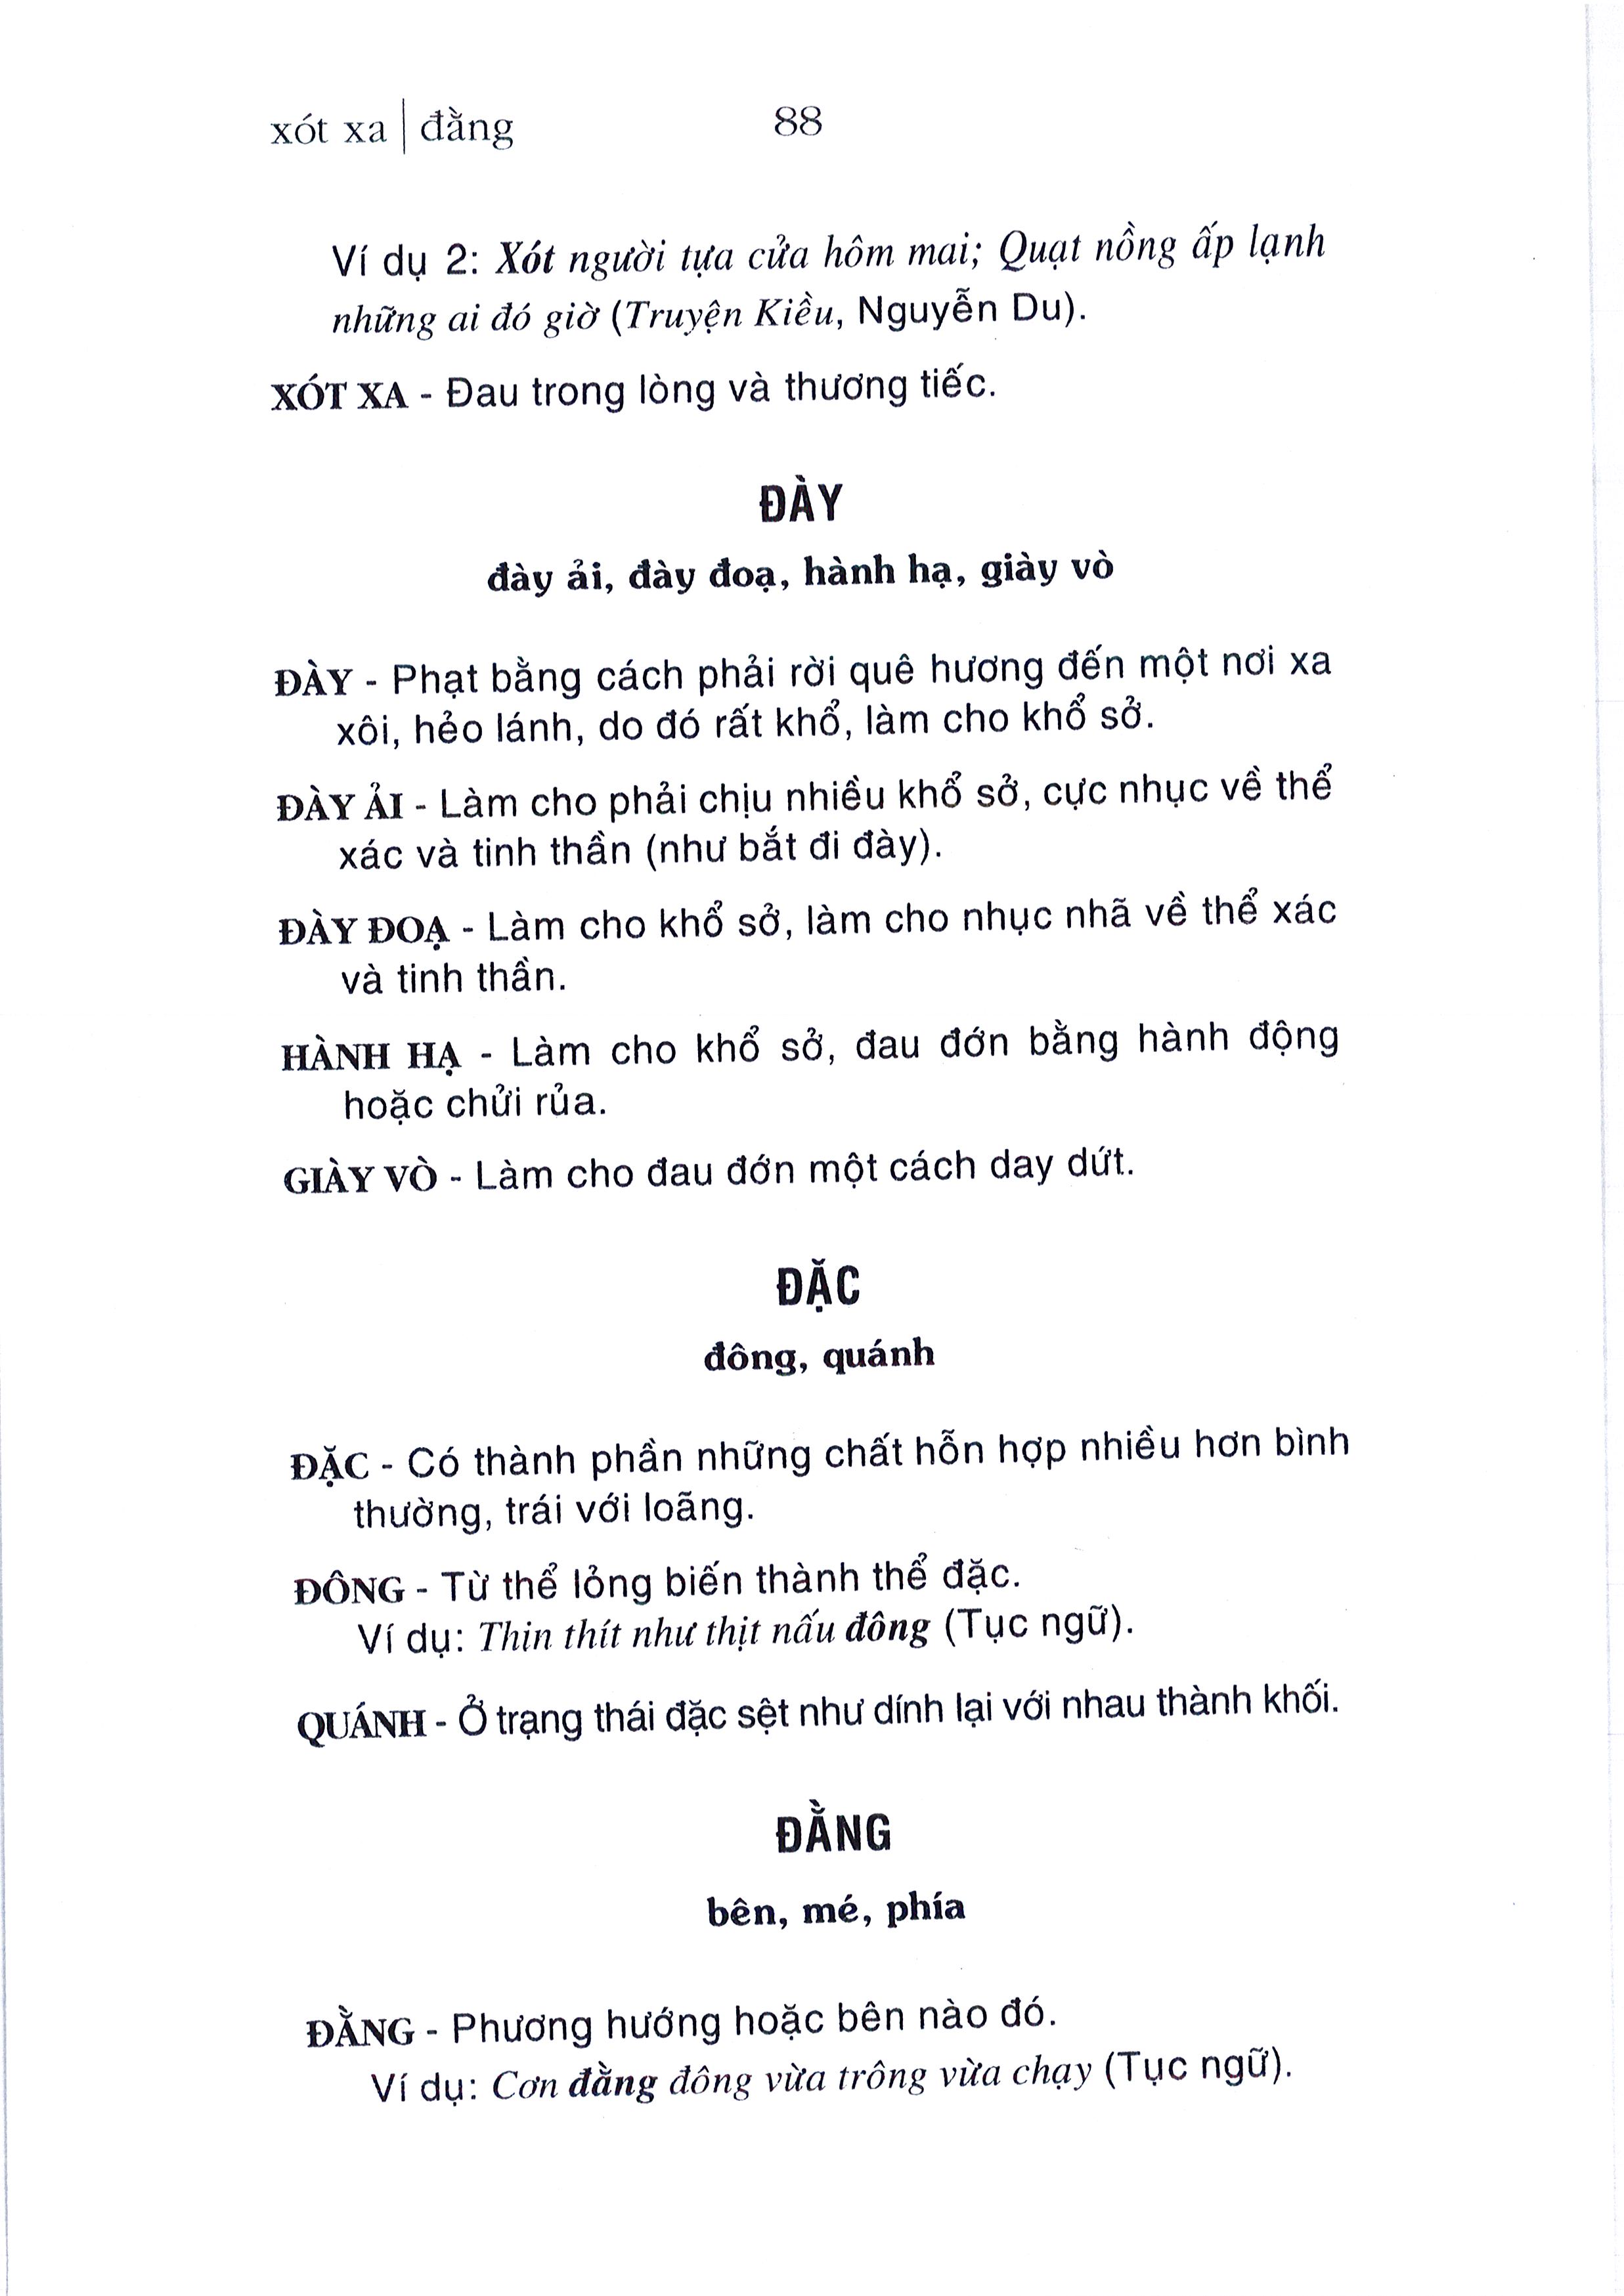 xót xa | đằng 88
Ví dụ 2: Xót người tựa cửa hôm mai; Quạt nồng ấp lạnh
những ai đó giờ (Truyện Kiều, Nguyễn Du).
XÓT XA - Đau trong lòng và thương tiếc.
ĐÀY
đày ải, đày đoạ, hành hạ, giày vò
ĐÀY - Phạt bằng cách phải rời quê hương đến một nơi xa
xôi, hẻo lánh, do đó rất khổ, làm cho khổ sở.
ĐÀY ẢI - Làm cho phải chịu nhiều khổ sở, cực nhục về thể
xác và tinh thần (như bắt đi đày).
ĐÀY ĐOẠ - Làm cho khổ sở, làm cho nhục nhã về thể xác
và tinh thần.
HÀNH HẠ - Làm cho khổ sở, đau đớn bằng hành động
hoặc chửi rủa.
GIÀY VÒ - Làm cho đau đớn một cách day dứt.
ĐẶC
đông, quánh
ĐẶC - Có thành phần những chất hỗn hợp nhiều hơn bình
thường, trái với loãng.
ĐÔNG - Từ thể lỏng biến thành thể đặc.
Ví dụ: Thin thít như thịt nấu đông (Tục ngữ).
QUÁNH - Ở trạng thái đặc sệt như dính lại với nhau thành khối.
ĐẰNG
bên, mé, phía
ĐẰNG - Phương hướng hoặc bên nào đó.
Ví dụ: Cơn đằng đông vừa trông vừa chạy (Tục ngữ).